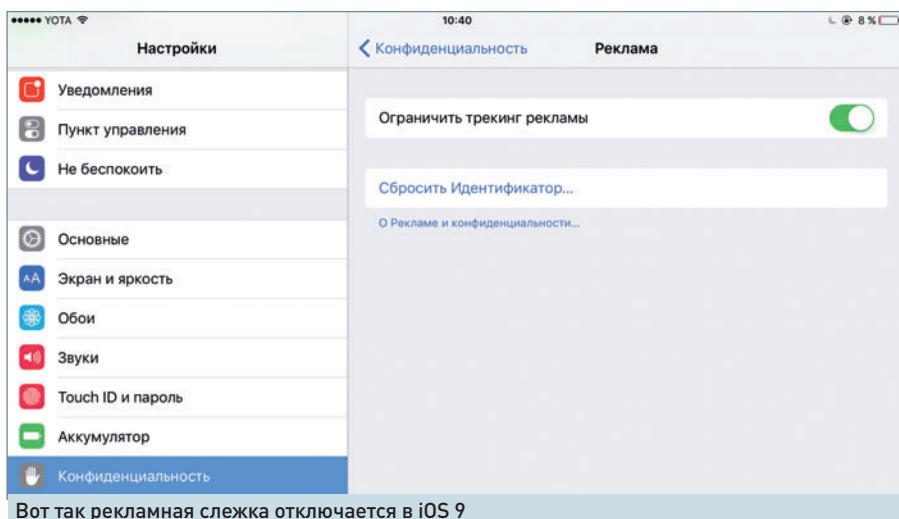 YOTA 10:40 8 %
Настройки
Конфиденциальность Реклама
Уведомления
Пункт управления
Не беспокоить
Основные
Экран и яркость
Обои
Звуки
Touch ID и пароль
Аккумулятор
Конфиденциальность
Ограничить трекинг рекламы
Сбросить Идентификатор...
О Рекламе и конфиденциальности...
Вот так рекламная слежка отключается в iOS 9